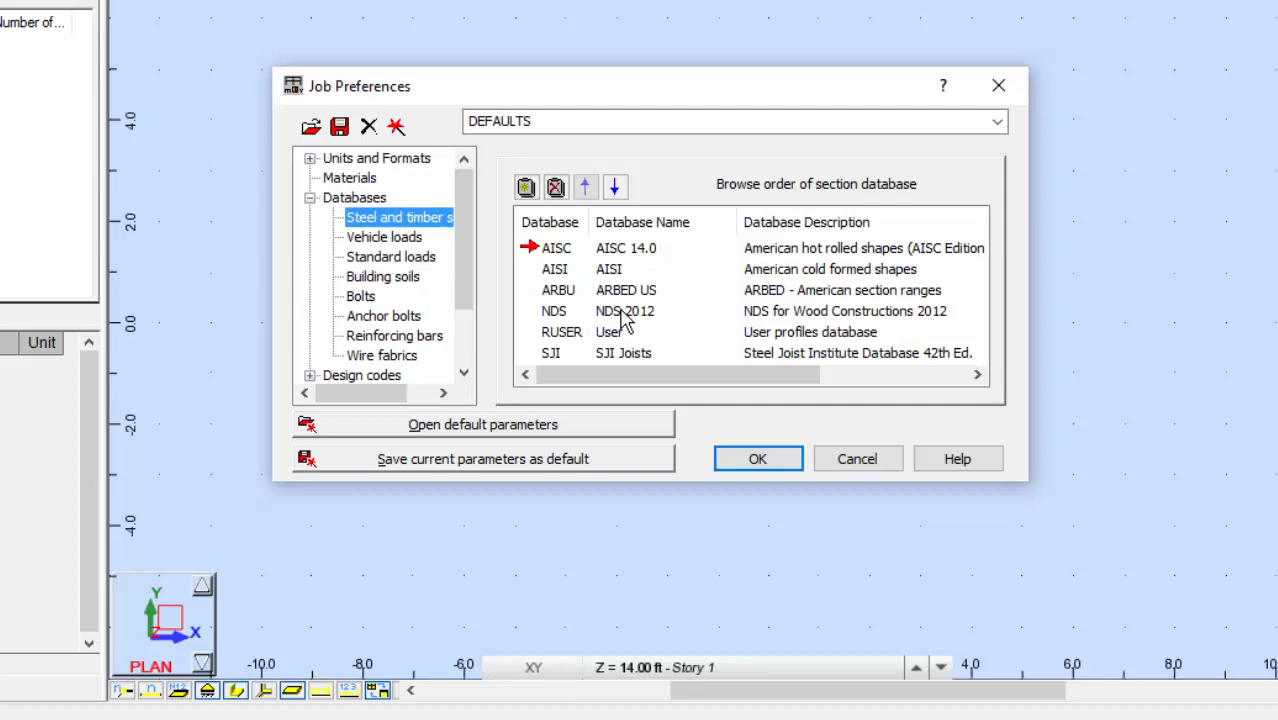 Number of...
Job Preferences
?
DEFAULTS
Units and Formats
Materials
Databases
Steel and timber s
Vehicle loads
Standard loads
Building soils
Bolts
Anchor bolts
Reinforcing bars
Wire fabrics
Design codes
Browse order of section database
Database Database Name Database Description
AISC AISC 14.0 American hot rolled shapes (AISC Edition
AISI AISI American cold formed shapes
ARBU ARBED US ARBED - American section ranges
NDS NDS 2012 NDS for Wood Constructions 2012
RUSER User User profiles database
SJI SJI Joists Steel Joist Institute Database 42th Ed.
Open default parameters
Save current parameters as default
OK Cancel Help
Unit
4,0
2,0
0,0
-2,0
-4,0
Y
X
Z
PLAN
-10,0 -8,0 -6,0 4,0 6,0 8,0 10,
XY Z = 14.00 ft - Story 1